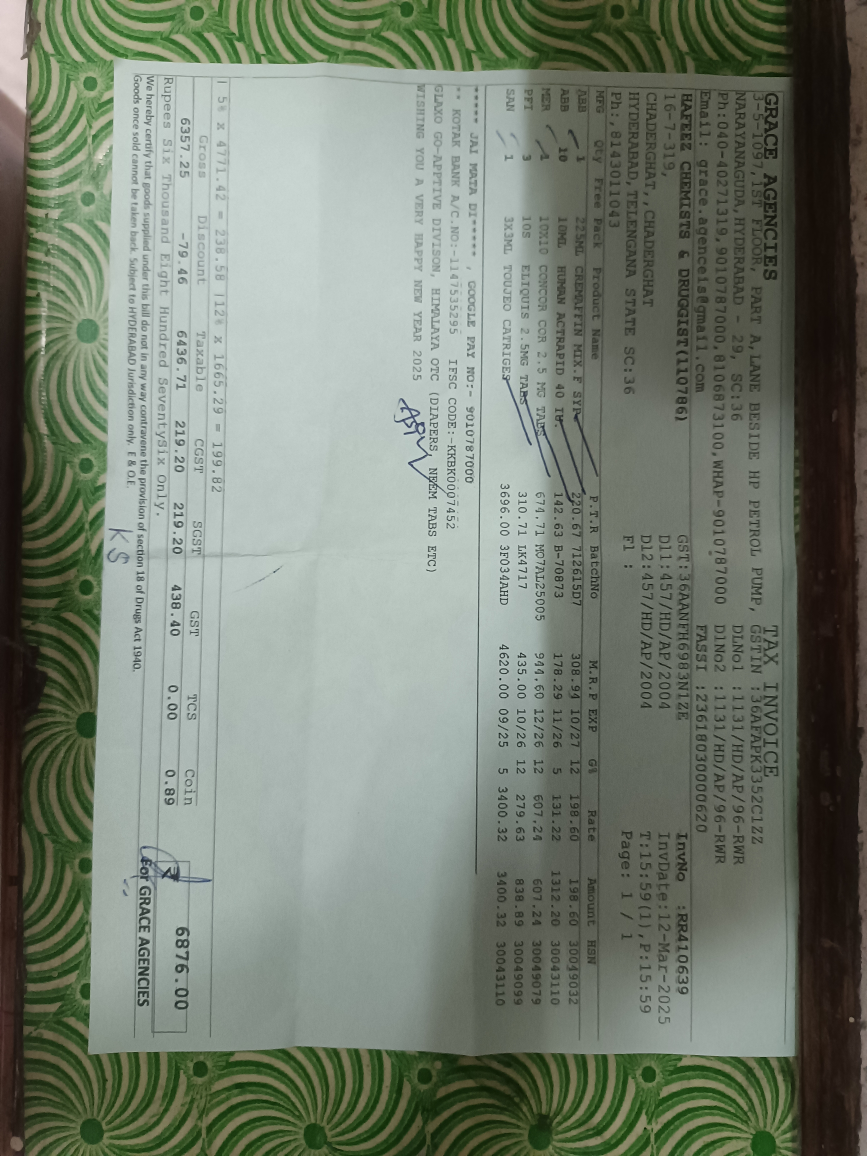 GRACE AGENCIES TAX INVOICE
3-5-1097,1ST FLOOR, PART A,LANE BESIDE HP PETROL PUMP, GSTIN :36AFAPK3352C1ZZ
NARAYANAGUDA,HYDERABAD - 29, SC:36 DLNo1 :1131/HD/AP/96-RWR
Ph:040-40271319,9010787000,8106873100,WHAP-9010787000 DlNo2 :1131/HD/AP/96-RWR
Email: grace.agenceis@gmail.com FASSI :23618030000620
HAFEEZ CHEMISTS & DRUGGIST(110786) GST:36AANFH6983N1ZE InvNo :RR410639
16-7-319, D11:457/HD/AP/2004 InvDate:12-Mar-2025
CHADERGHAT,,CHADERGHAT D12:457/HD/AP/2004 T:15:59(1),P:15:59
HYDERABAD,TELENGANA STATE SC:36 Fl : Page: 1 / 1
Ph:,8143011043
MFG Qty Free Pack Product Name P.T.R BatchNo M.R.P EXP G% Rate Amount HSN
ABB 1 225ML CREMAFFIN MIX.F SYP 220.67 712615D7 308.94 10/27 12 198.60 198.60 30049032
ABB 10 10ML HUMAN ACTRAPID 40 IU. 142.63 B-70873 178.29 11/26 5 131.22 1312.20 30043110
MER 1 10X10 CONCOR COR 2.5 MG TABS 674.71 M07AL25005 944.60 12/26 12 607.24 607.24 30049079
PFI 3 10S ELIQUIS 2.5MG TABS 310.71 LK4717 435.00 10/26 12 279.63 838.89 30049099
SAN 1 3X3ML TOUJEO CATRIGES 3696.00 3F034AHD 4620.00 09/25 5 3400.32 3400.32 30043110
***** JAI MATA DI***** , GOOGLE PAY NO:- 9010787000
** KOTAK BANK A/C.NO:-1147535295 IFSC CODE:-KKBK0007452
GLAXO GO-APPTIVE DIVISON, HIMALAYA OTC (DIAPERS, NEEM TABS ETC)
WISHING YOU A VERY HAPPY NEW YEAR 2025
| 5% x 4771.42 = 238.58 |12% x 1665.29 = 199.82
Gross Discount Taxable CGST SGST GST TCS Coin
6357.25 -79.46 6436.71 219.20 219.20 438.40 0.00 0.89 ₹ 6876.00
Rupees Six Thousand Eight Hundred SeventySix Only.
We hereby certify that goods supplied under this bill do not in any way contravene the provision of section 18 of Drugs Act 1940. For GRACE AGENCIES
Goods once sold cannot be taken back. Subject to HYDERABAD Jurisdiction only. E & O.E.
KS